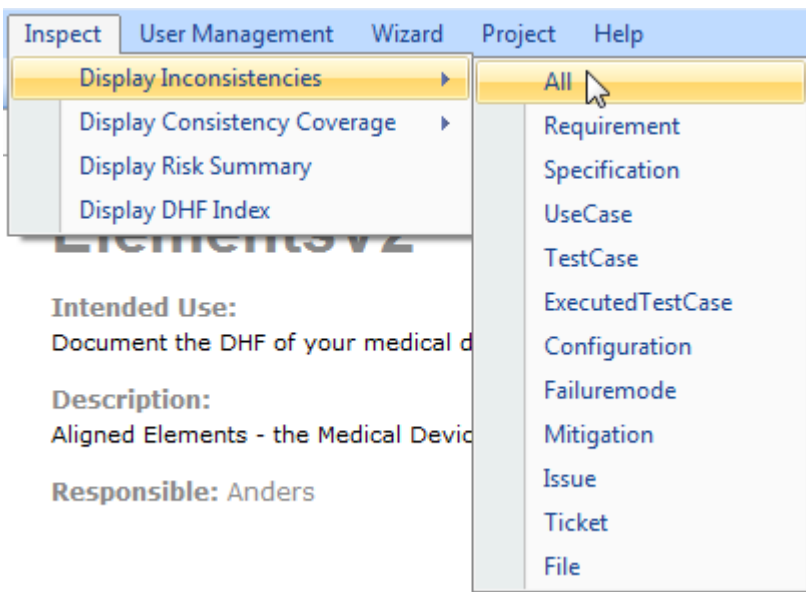 Inspect User Management Wizard Project Help
Display Inconsistencies
Display Consistency Coverage
Display Risk Summary
Display DHF Index
All
Requirement
Specification
UseCase
TestCase
ExecutedTestCase
Configuration
Failuremode
Mitigation
Issue
Ticket
File
ElementsV2
Intended Use:
Document the DHF of your medical d
Description:
Aligned Elements - the Medical Devic
Responsible: Anders